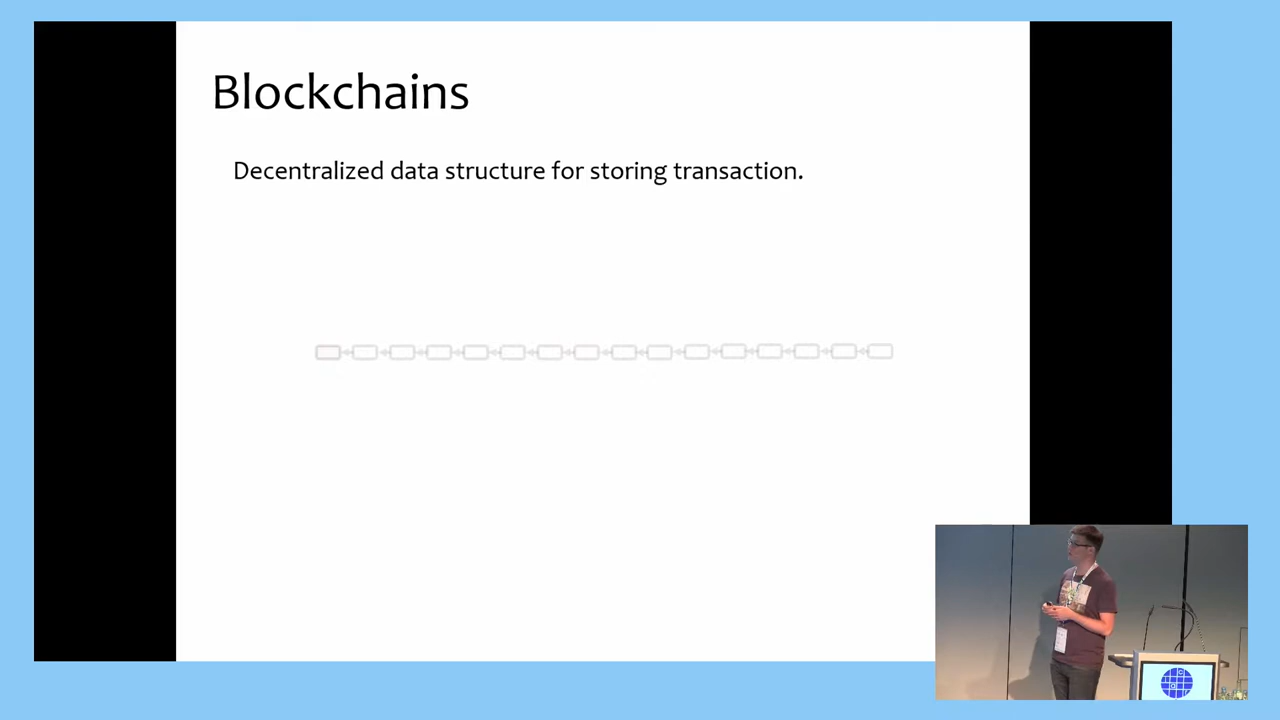 Blockchains
Decentralized data structure for storing transaction.